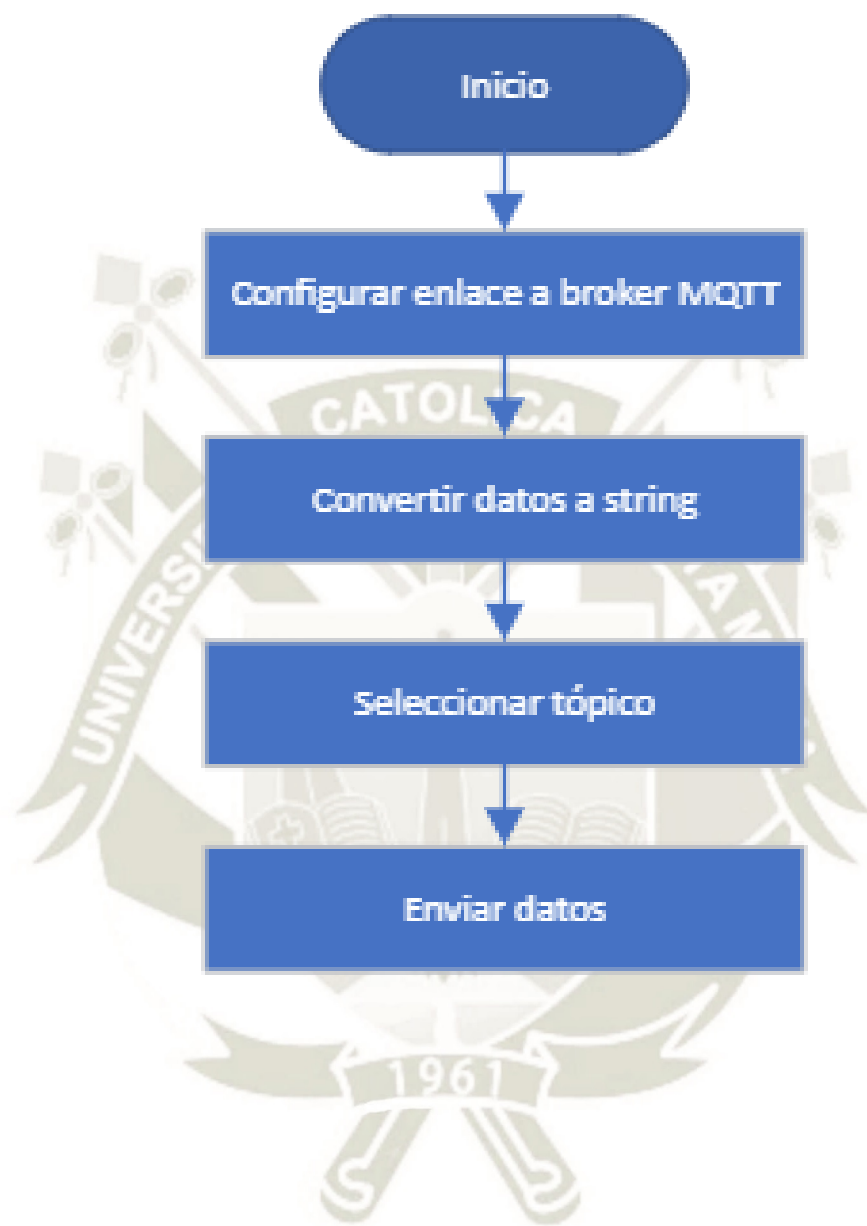 Inicio
Configurar enlace a broker MQTT
CATOLICA
Convertir datos a string
Seleccionar tópico
Enviar datos
1961